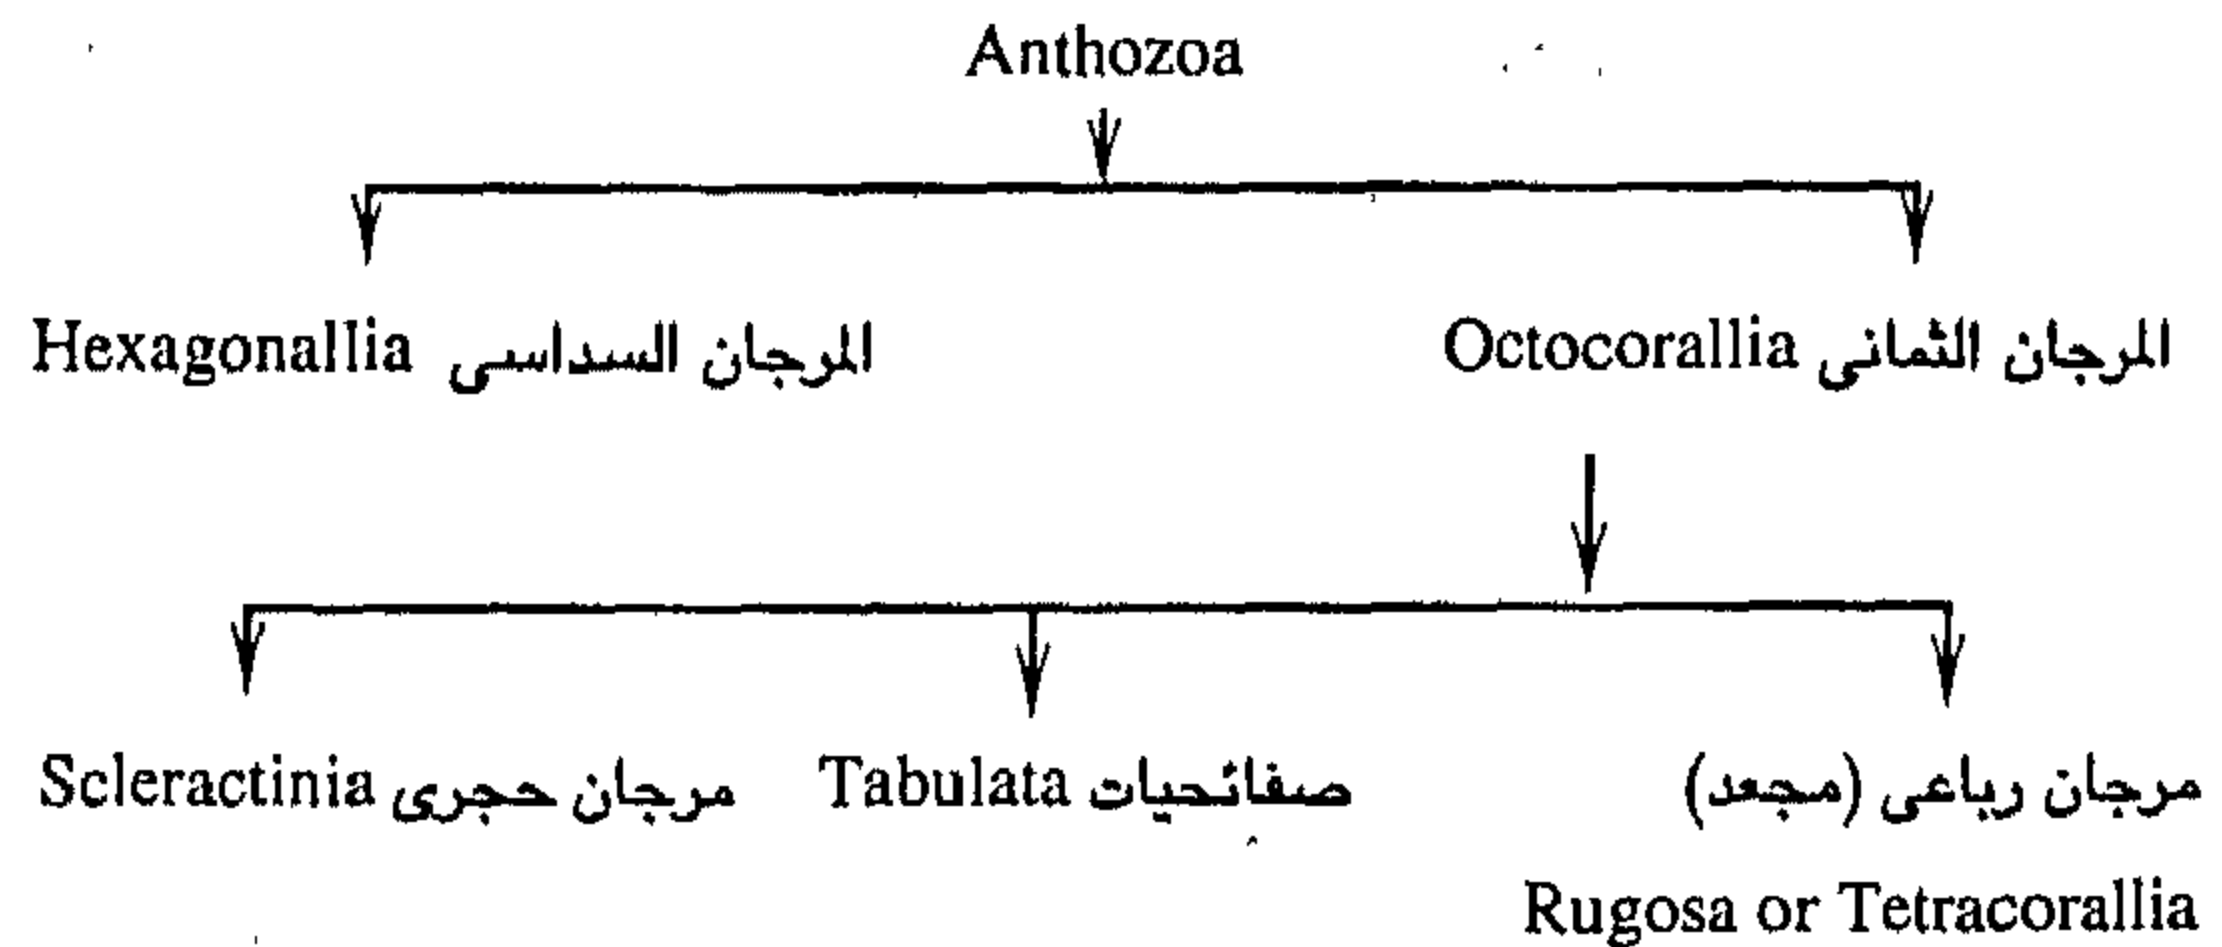 Anthozoa
المرجان الثمانى Octocorallia
المرجان السداسى Hexagonallia
مرجان رباعى (مجعد)
Rugosa or Tetracorallia
صفائحيات Tabulata
مرجان حجرى Scleractinia